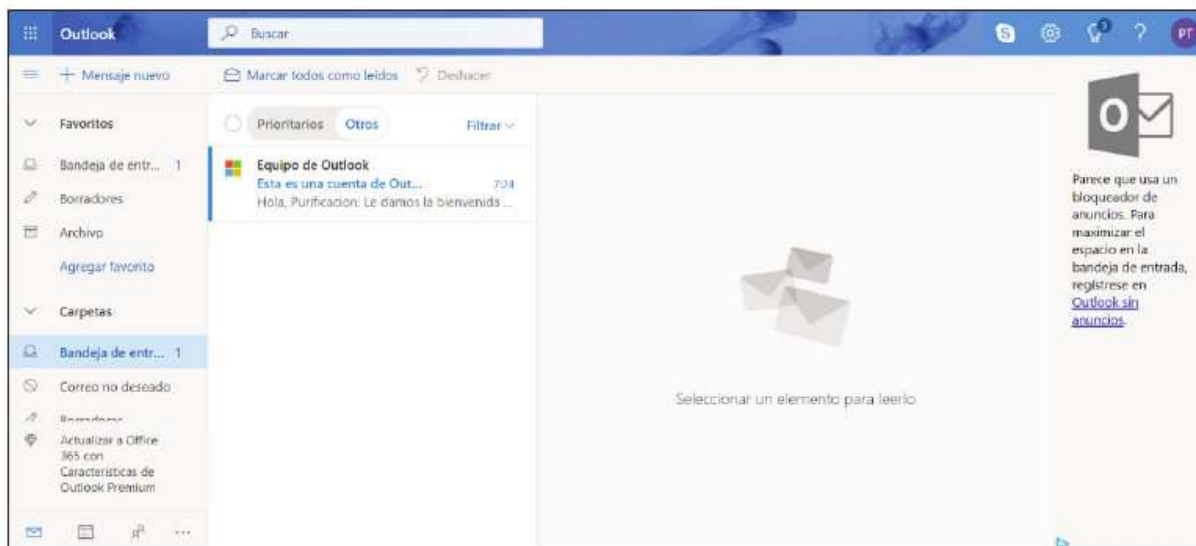 Outlook
Buscar
S
3
?
PT
Mensaje nuevo
Marcar todos como leídos
Deshacer
Favoritos
Bandeja de entr... 1
Borradores
Archivo
Agregar favorito
Carpetas
Bandeja de entr... 1
Correo no deseado
Borradores
Actualizar a Office
365 con
Características de
Outlook Premium
Prioritarios Otros
Filtrar
Equipo de Outlook
Esta es una cuenta de Out... 7:24
Hola, Purificacion: Le damos la bienvenida ...
Seleccionar un elemento para leerlo
O
Parece que usa un
bloqueador de
anuncios. Para
maximizar el
espacio en la
bandeja de entrada,
regístrese en
Outlook sin
anuncios.